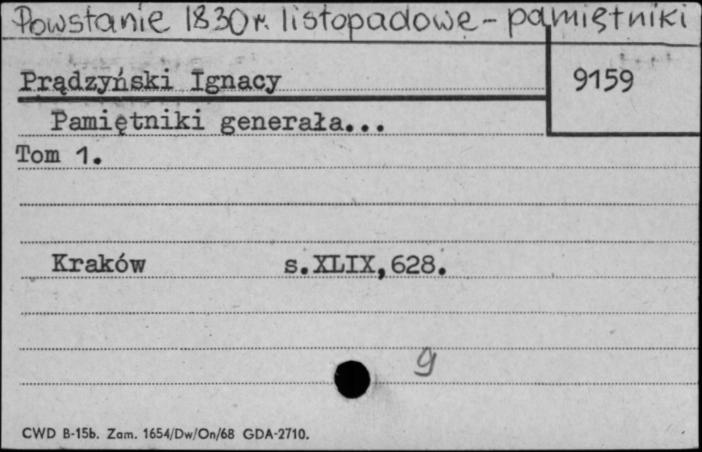 Powstanie 1830r. listopadowe - pamiętniki
Prądzyński Ignacy
9159
Pamiętniki generała...
Tom 1.
Kraków s.XLIX,628.
g
CWD B-15b. Zam. 1654/Dw/On/68 GDA-2710.